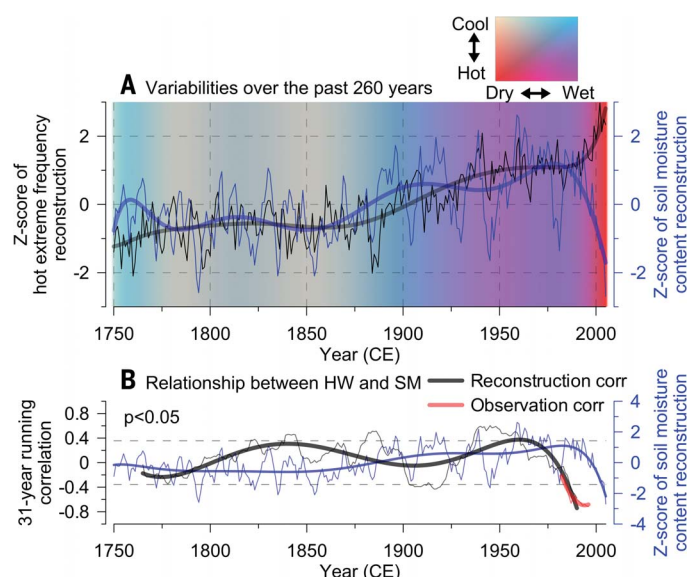 Cool
Hot
Dry Wet
A Variabilities over the past 260 years
Z-score of
hot extreme frequency
reconstruction
2
0
-2
2
0
-2
Z-score of soil moisture
content reconstruction
1750 1800 1850 1900 1950 2000
Year (CE)
B Relationship between HW and SM
Reconstruction corr
Observation corr
p<0.05
31-year running
correlation
0.8
0.4
0
-0.4
-0.8
4
2
0
-2
-4
Z-score of soil moisture
content reconstruction
1750 1800 1850 1900 1950 2000
Year (CE)